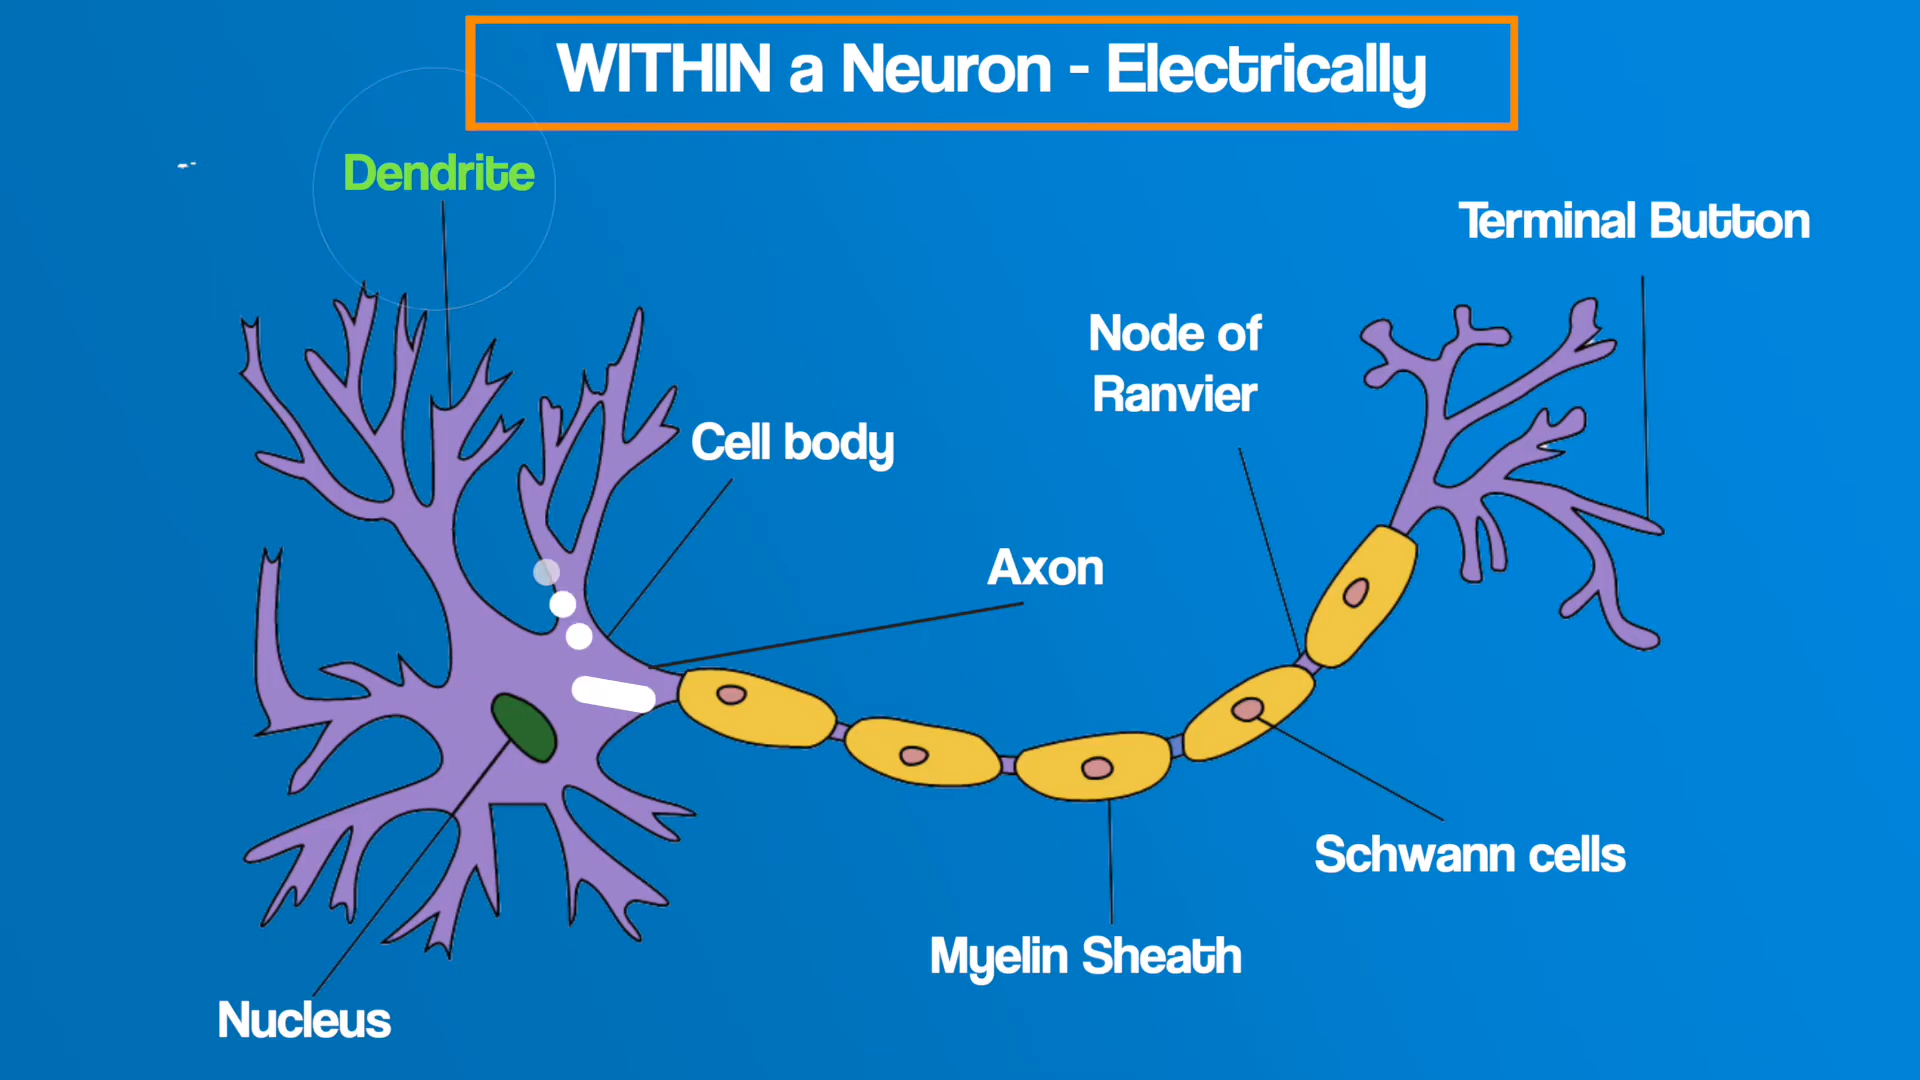 WITHIN a Neuron - Electrically
Dendrite
Terminal Button
Node of
Ranvier
Cell body
Axon
Schwann cells
Myelin Sheath
Nucleus